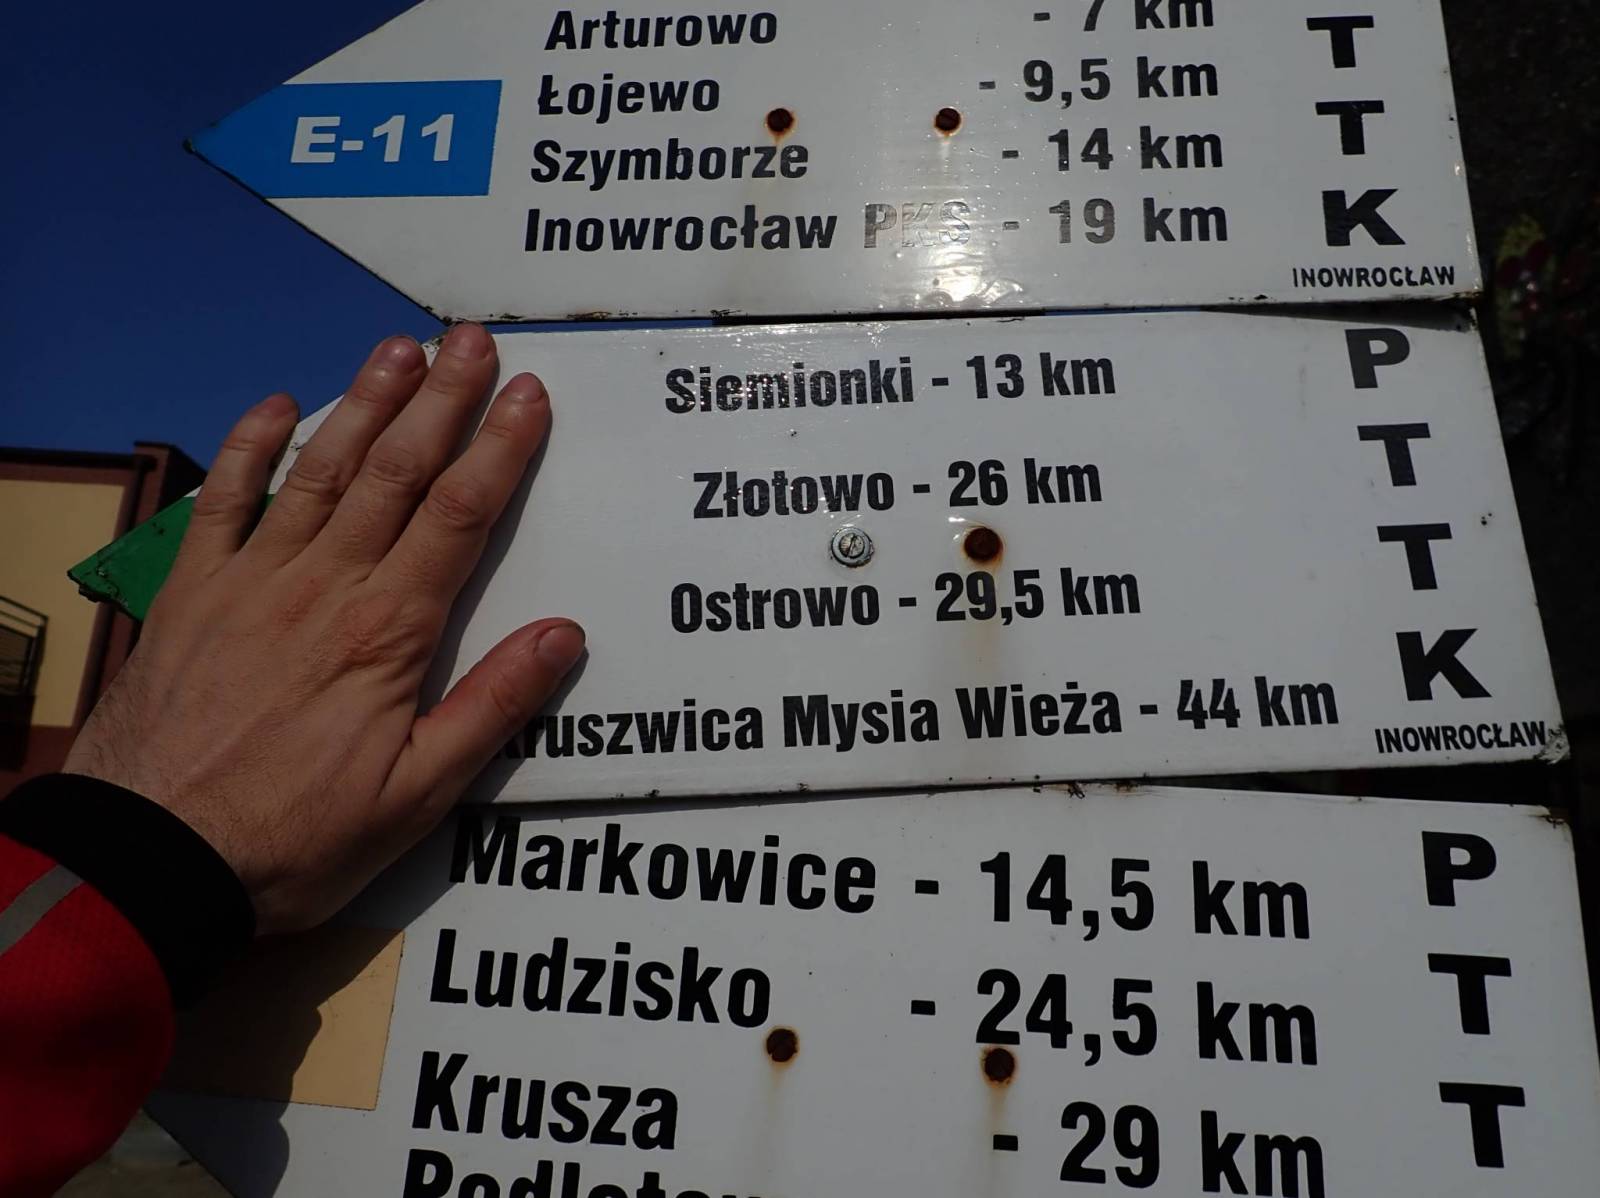 Arturowo - 7 km
Łojewo - 9,5 km
E-11
Szymborze - 14 km
Inowrocław PKS - 19 km
T
T
K
INOWROCŁAW
Siemionki - 13 km
Złotowo - 26 km
Ostrowo - 29,5 km
Kruszwica Mysia Wieża - 44 km
P
T
T
K
INOWROCŁAW
Markowice - 14,5 km
Ludzisko - 24,5 km
Krusza - 29 km
P
T
T